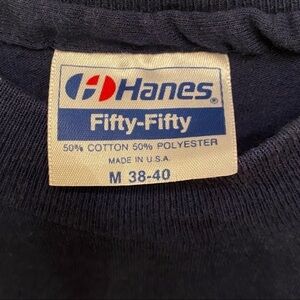 Hanes®
Fifty-Fifty
50% COTTON 50% POLYESTER
MADE IN U.S.A.
M 38-40